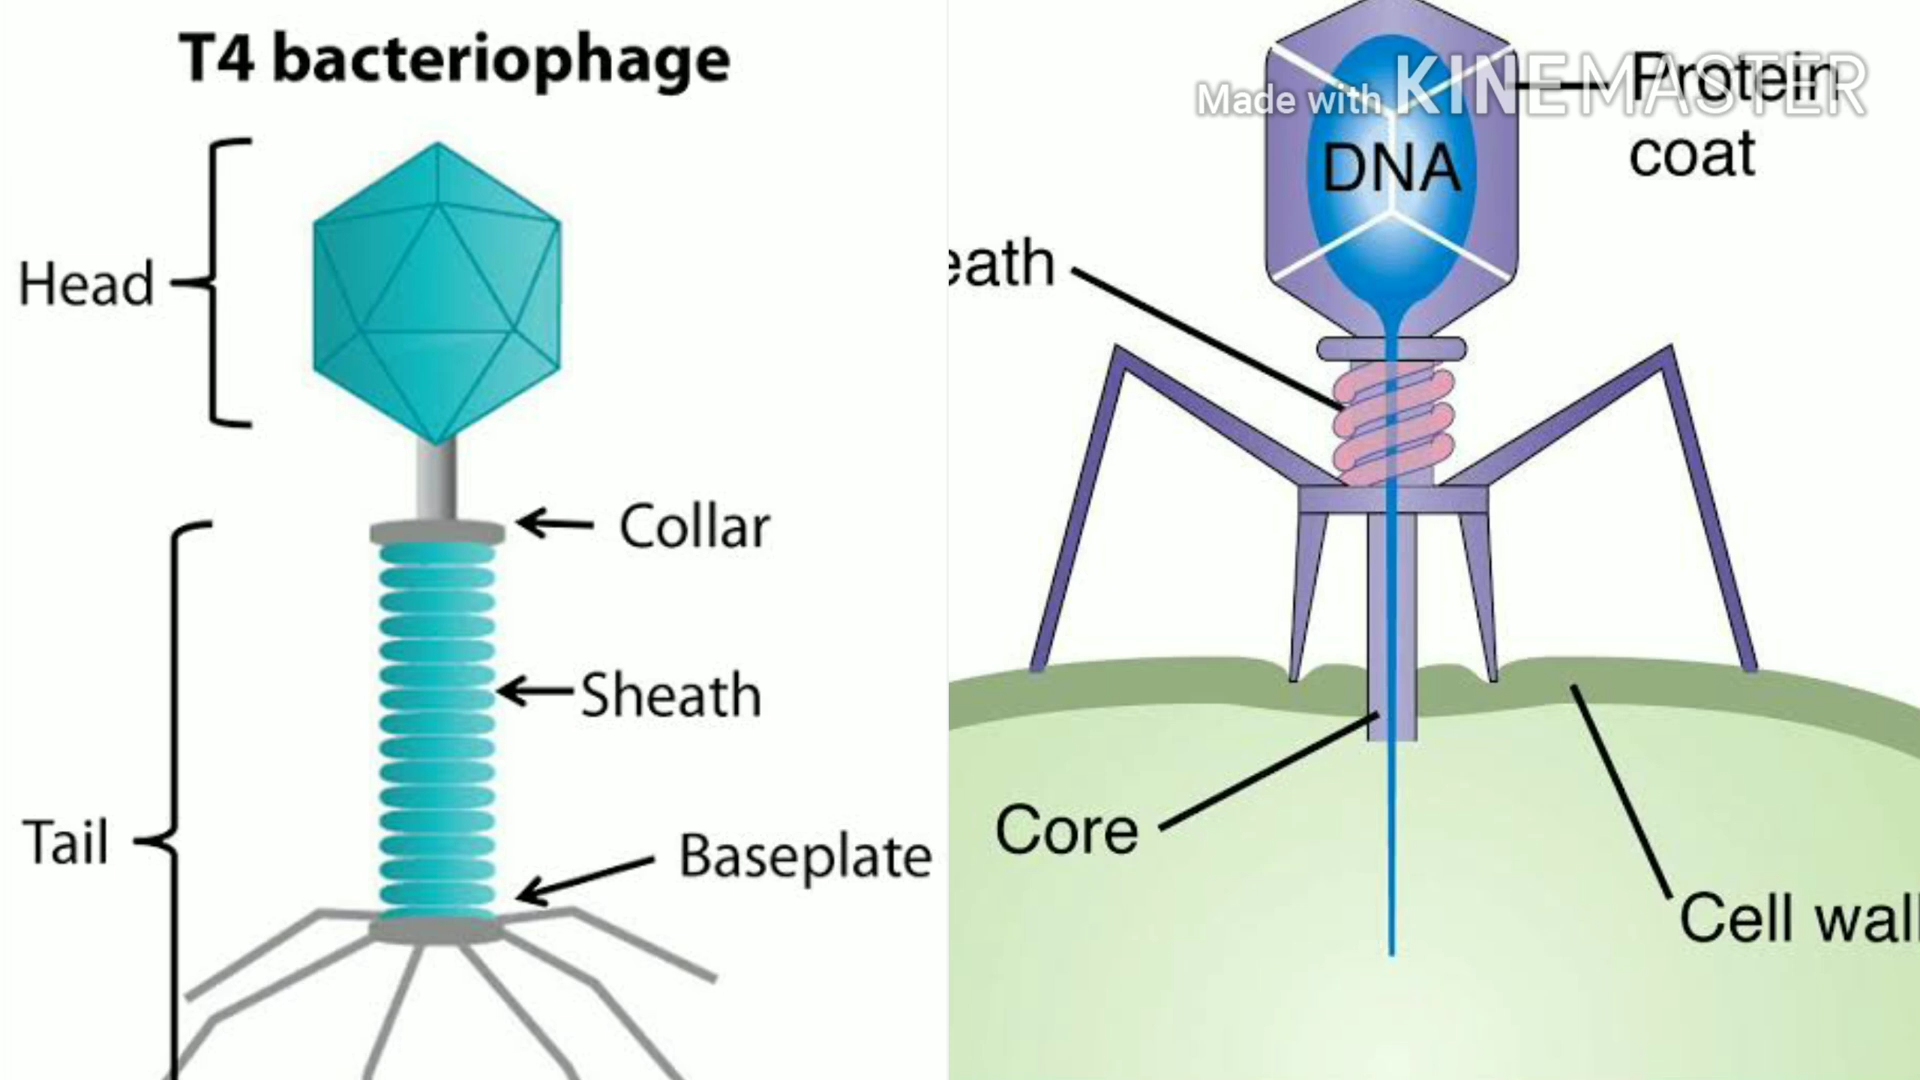 T4 bacteriophage
Head
Collar
Sheath
Tail
Baseplate
Made with KINEMASTER
Protein
coat
DNA
eath
Core
Cell wall